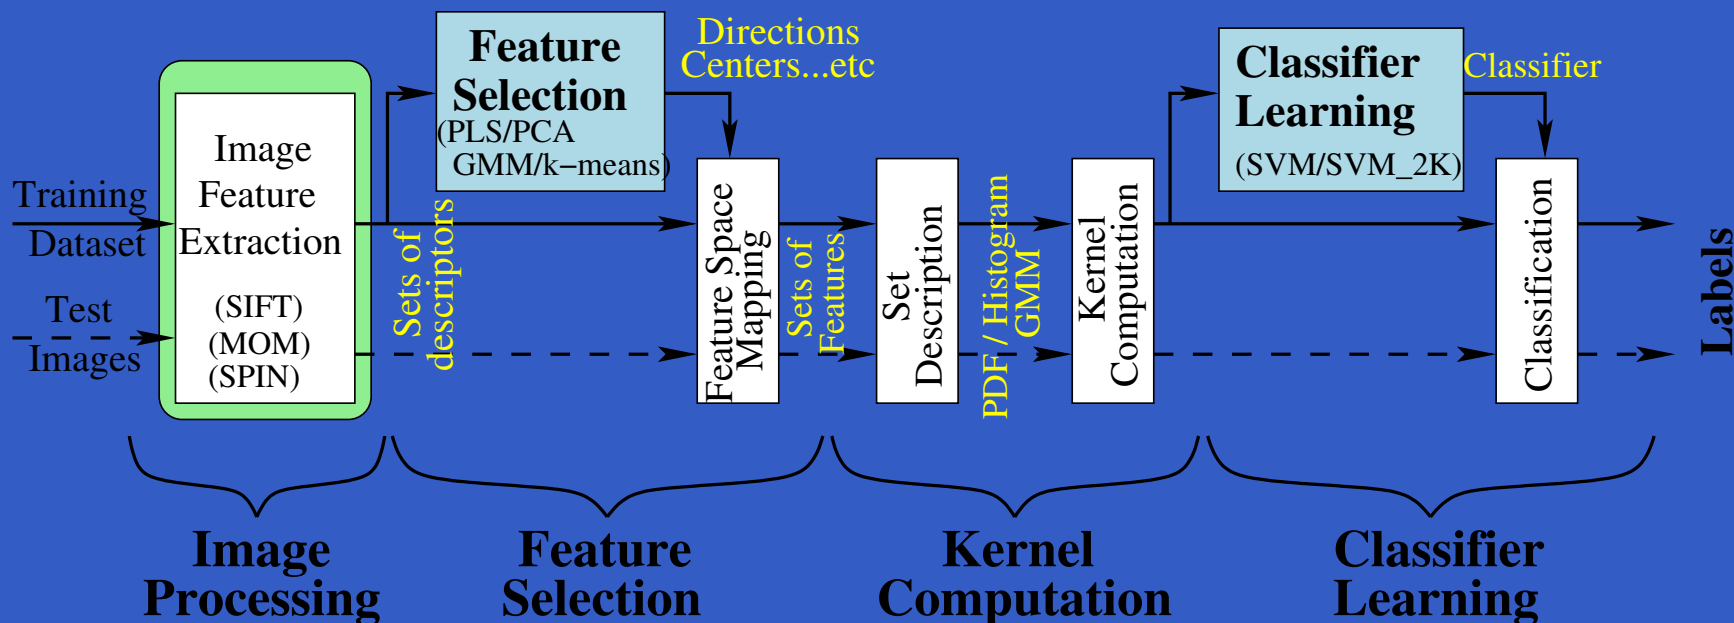 Training
Dataset
Test
Images
Image
Feature
Extraction
(SIFT)
(MOM)
(SPIN)
Sets of
descriptors
Feature
Selection
(PLS/PCA
GMM/k−means)
Directions
Centers...etc
Feature Space
Mapping
Sets of
Features
Set
Description
PDF / Histogram
GMM
Kernel
Computation
Classifier
Learning
(SVM/SVM_2K)
Classifier
Classification
Labels
Image
Processing
Feature
Selection
Kernel
Computation
Classifier
Learning